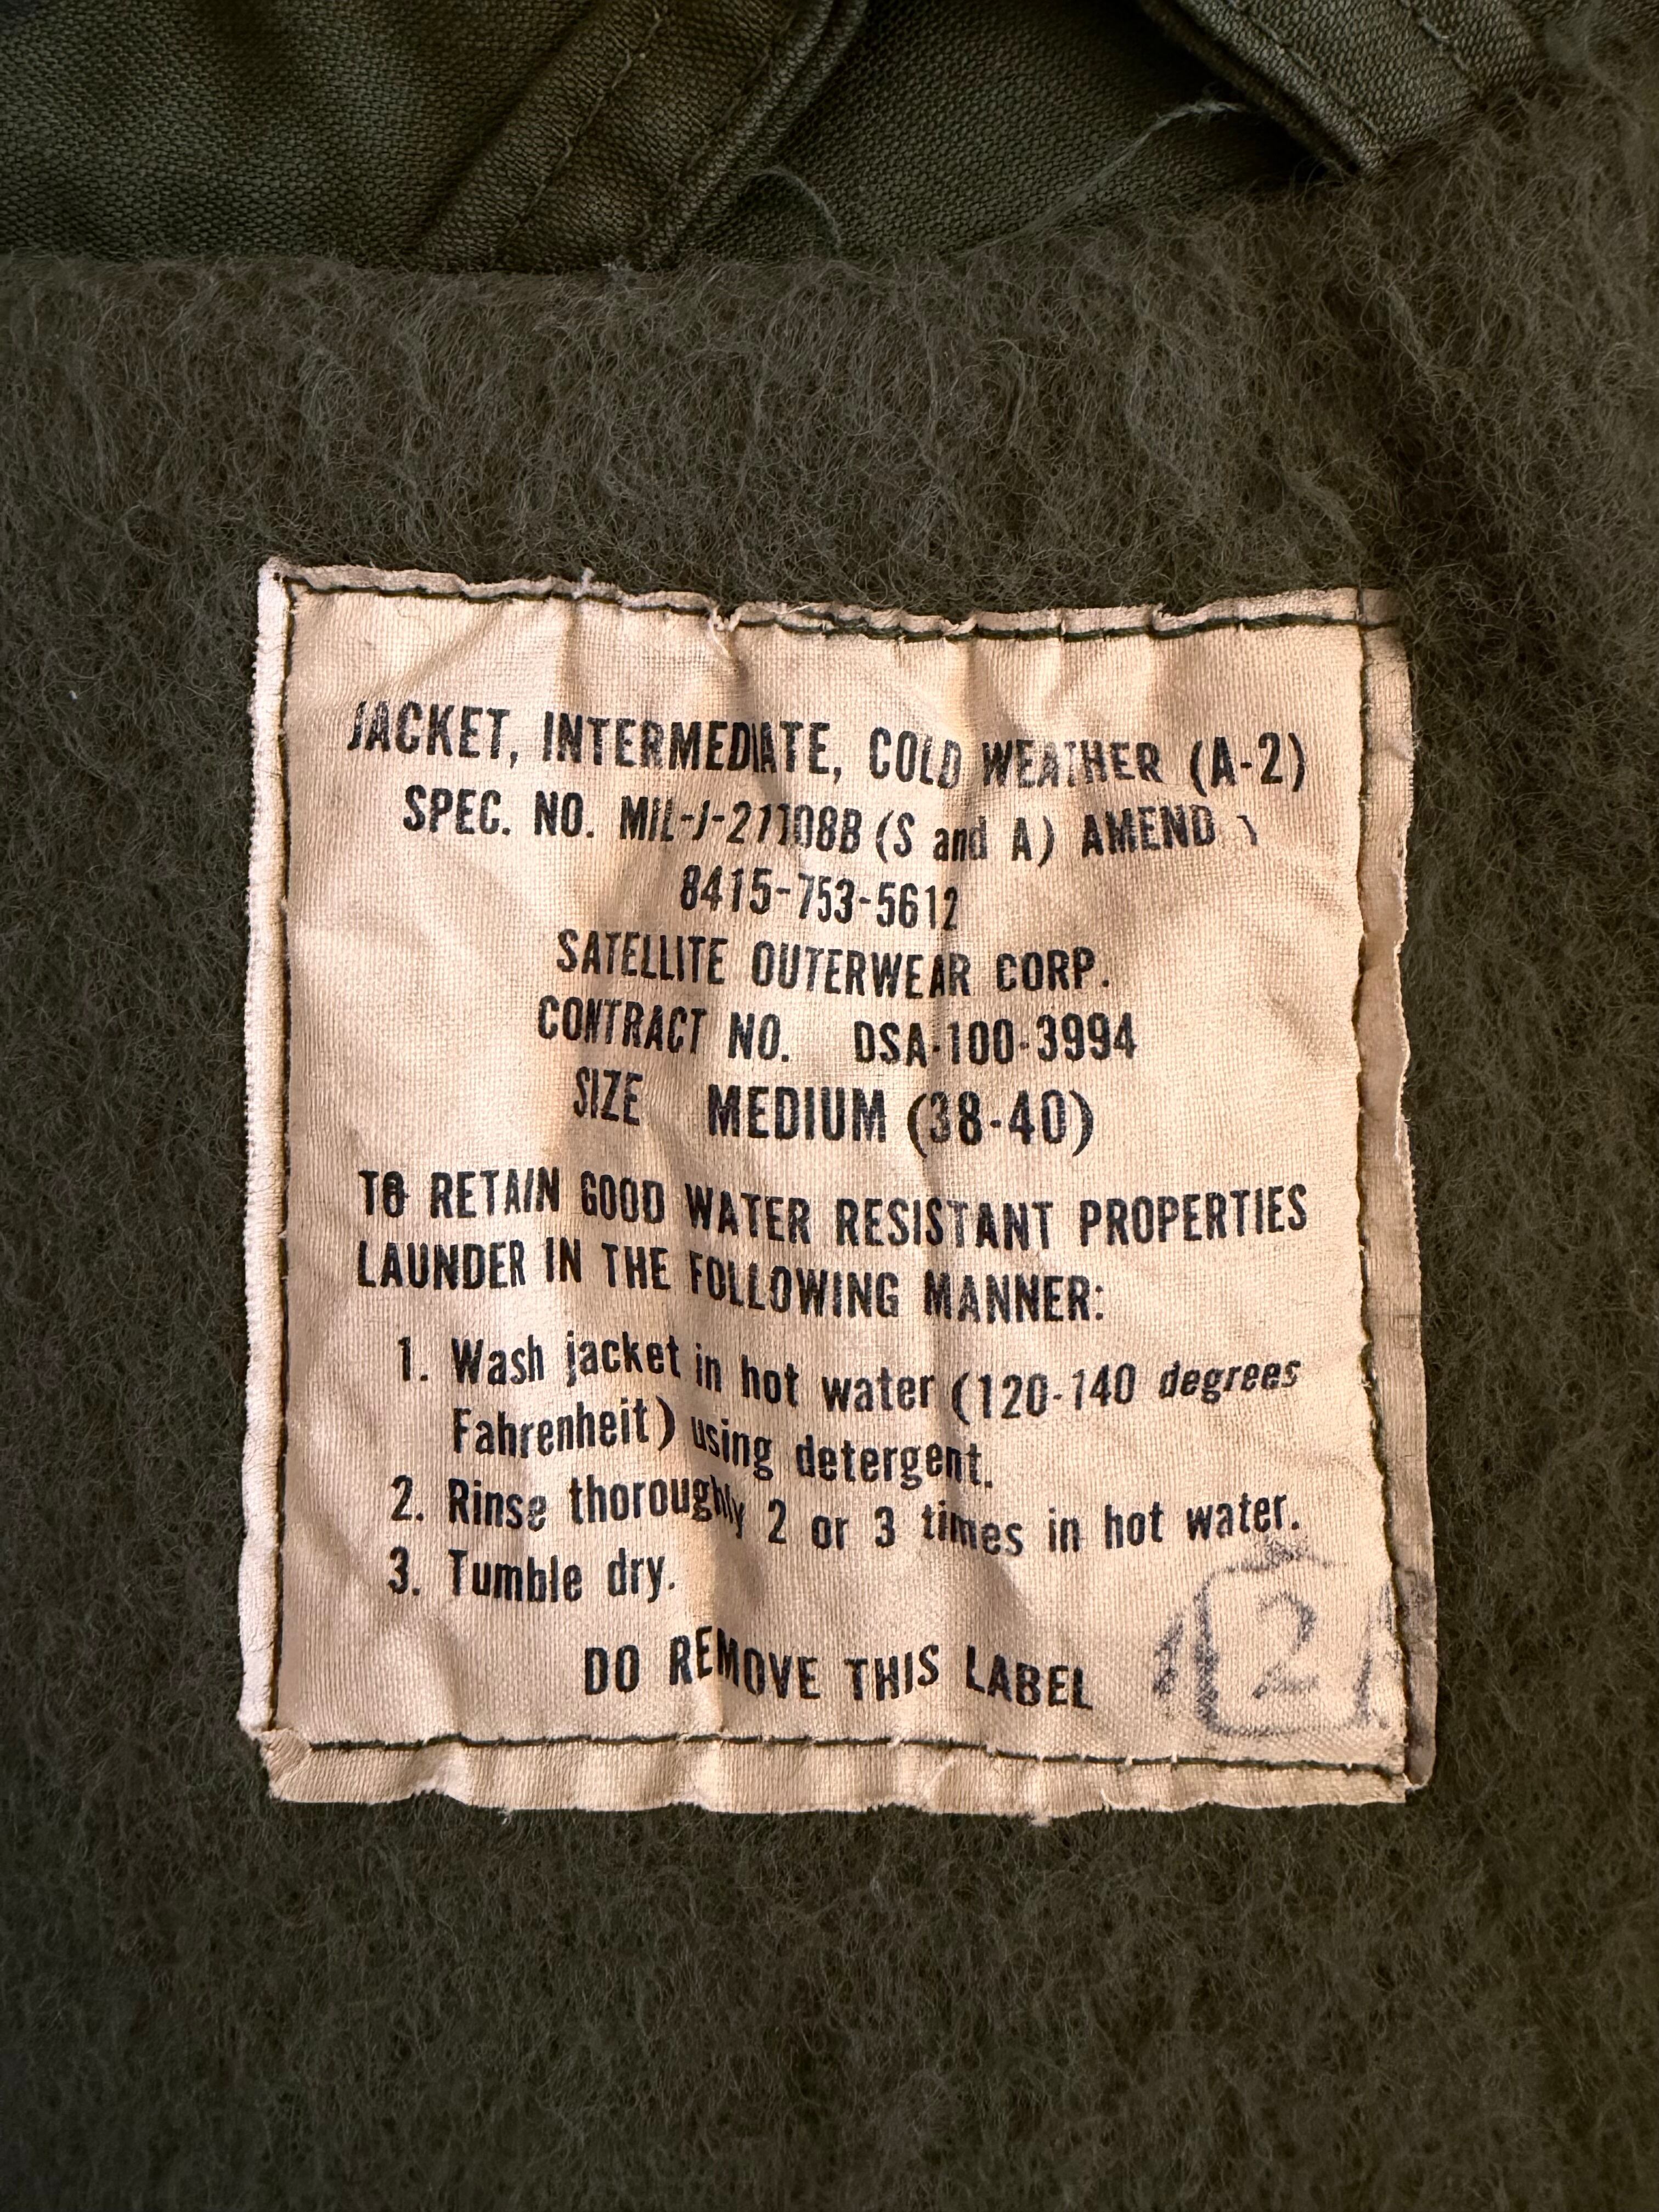 JACKET, INTERMEDIATE, COLD WEATHER (A-2)
SPEC. NO. MIL-J-21108B (S and A) AMEND 1
8415-753-5612
SATELLITE OUTERWEAR CORP.
CONTRACT NO. DSA-100-3994
SIZE MEDIUM (38-40)
TO RETAIN GOOD WATER RESISTANT PROPERTIES
LAUNDER IN THE FOLLOWING MANNER:
1. Wash jacket in hot water (120-140 degrees
Fahrenheit) using detergent.
2. Rinse thoroughly 2 or 3 times in hot water.
3. Tumble dry.
DO REMOVE THIS LABEL
2